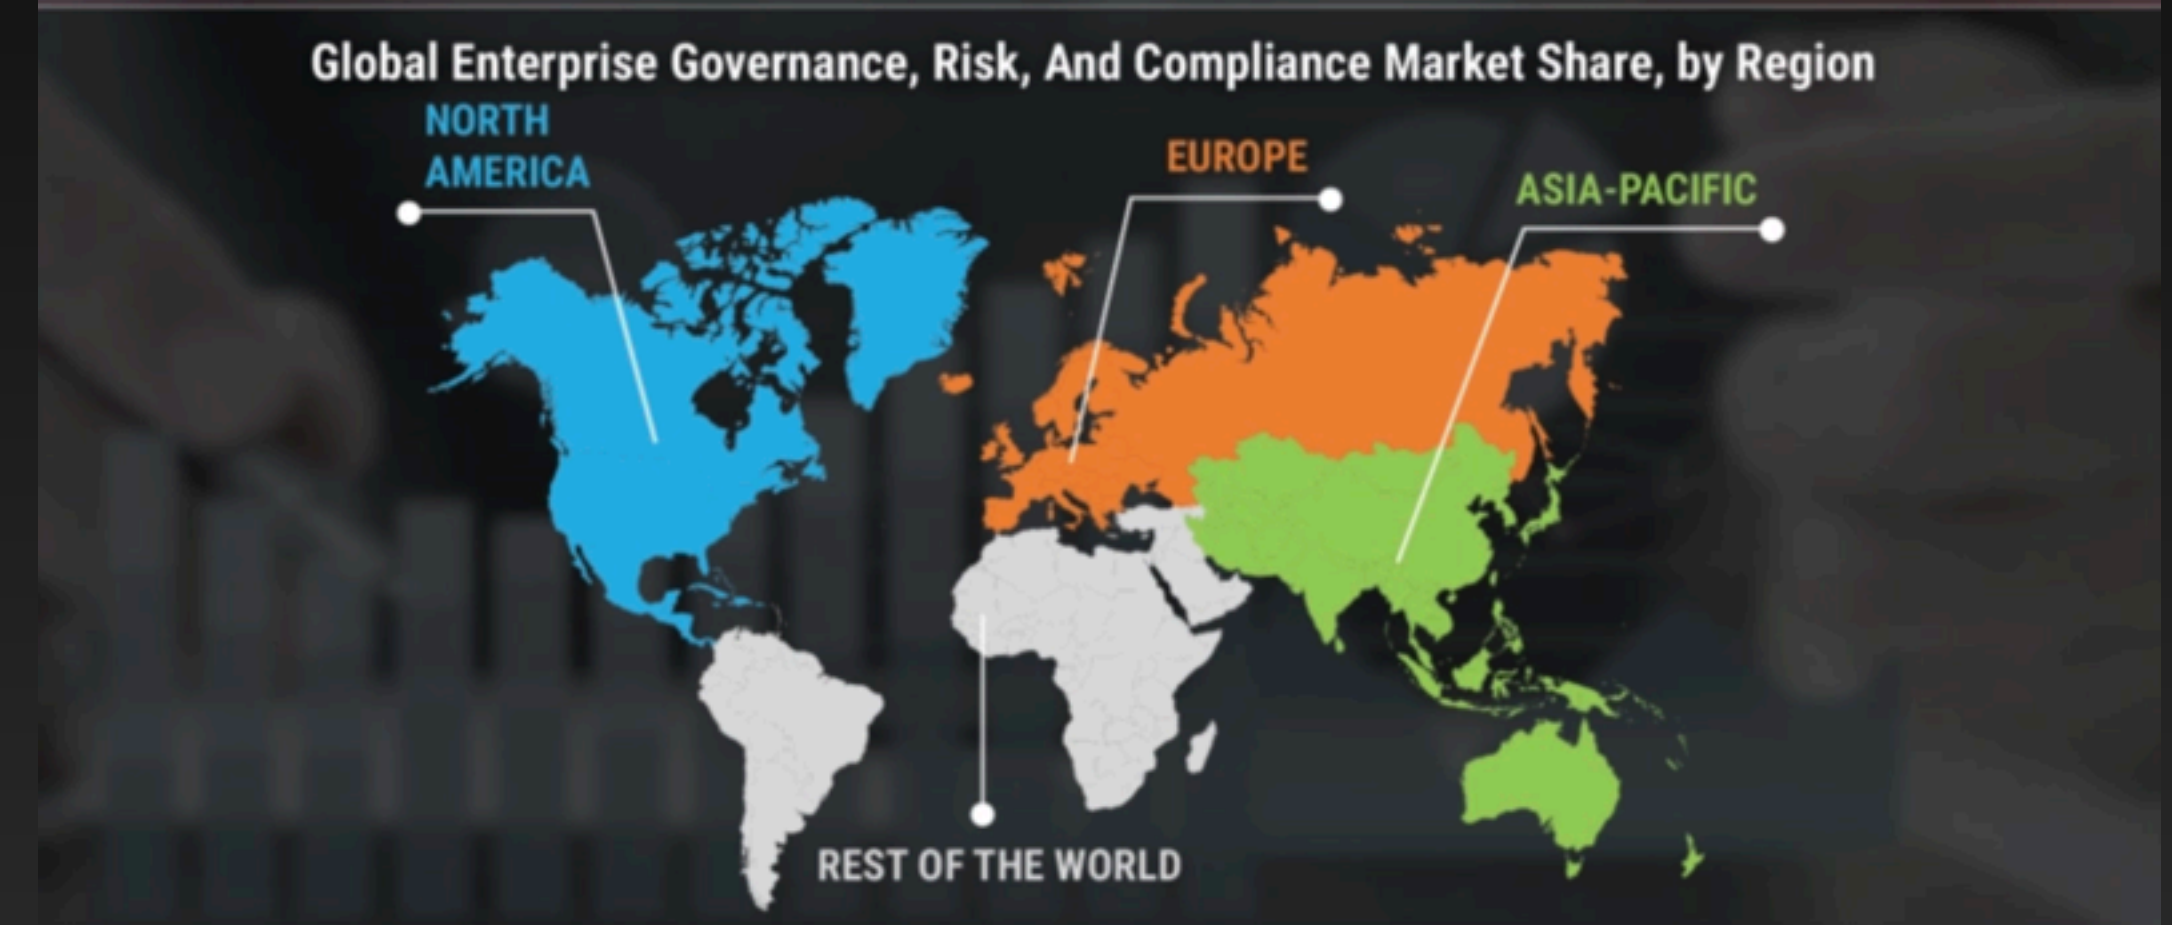 Global Enterprise Governance, Risk, And Compliance Market Share, by Region
NORTH
AMERICA
EUROPE
ASIA-PACIFIC
REST OF THE WORLD